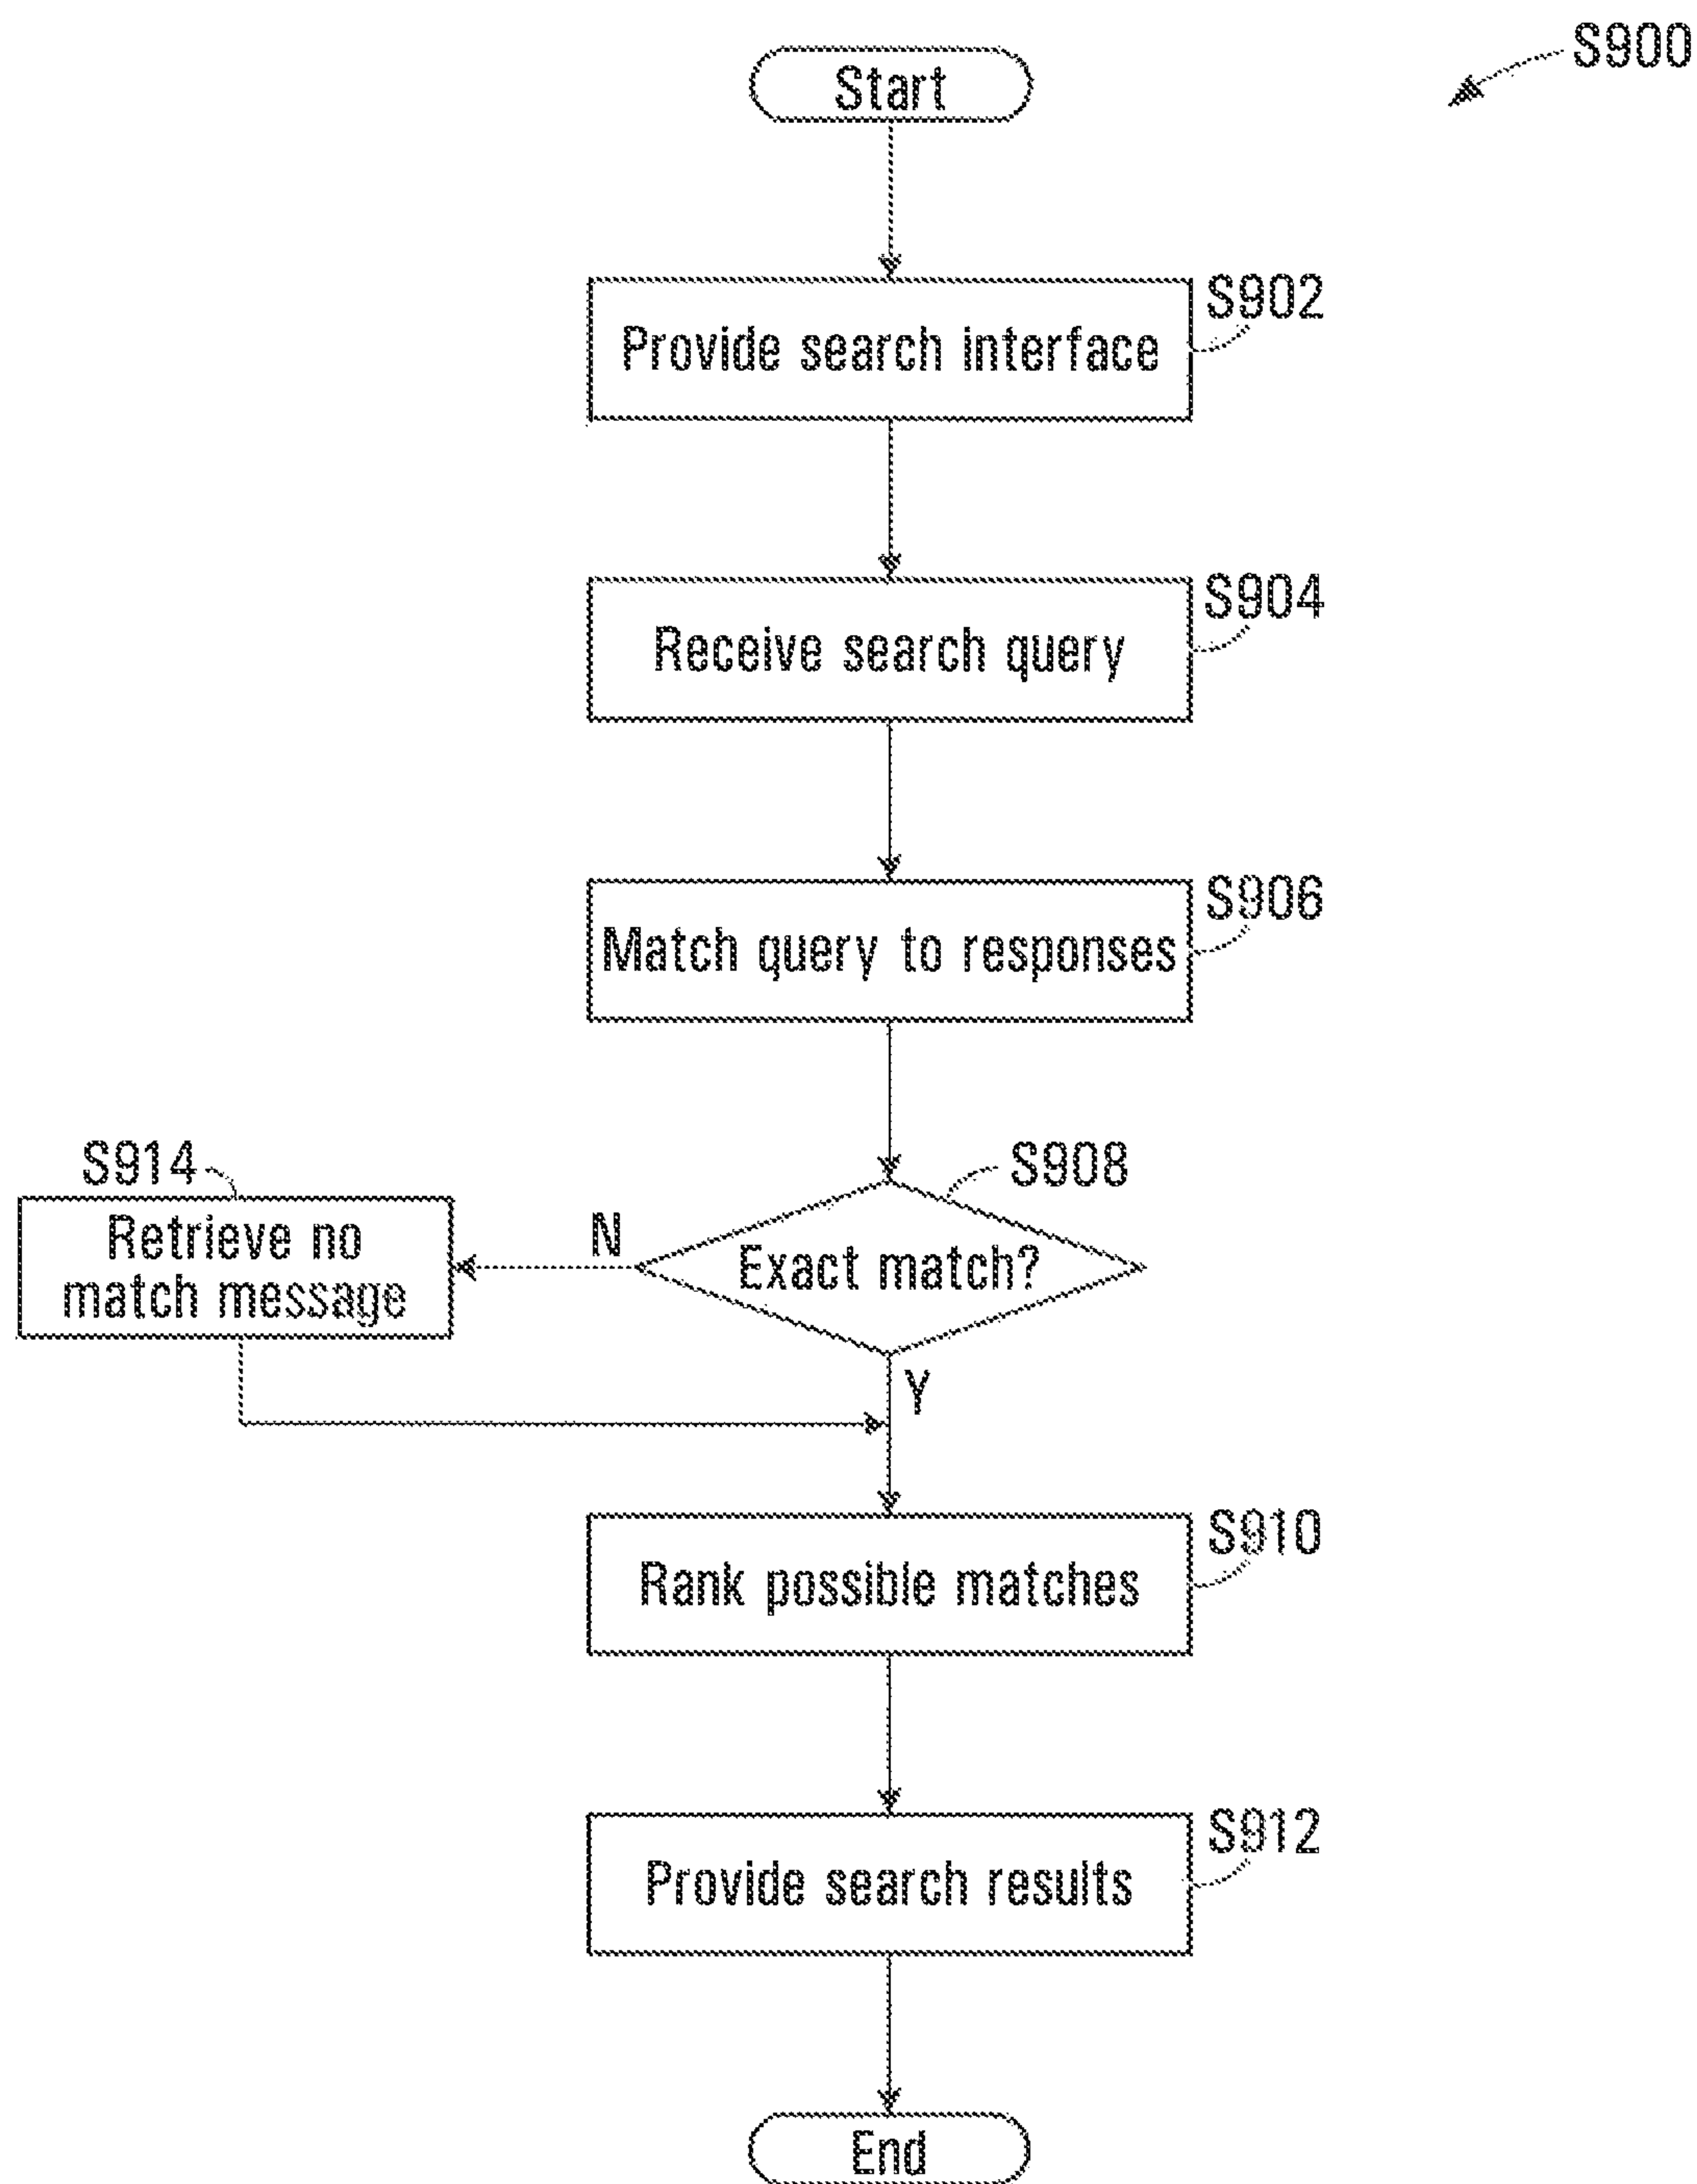 S900
Start
S902
Provide search interface
S904
Receive search query
S906
Match query to responses
S914
Retrieve no
match message
N
S908
Exact match?
Y
S910
Rank possible matches
S912
Provide search results
End